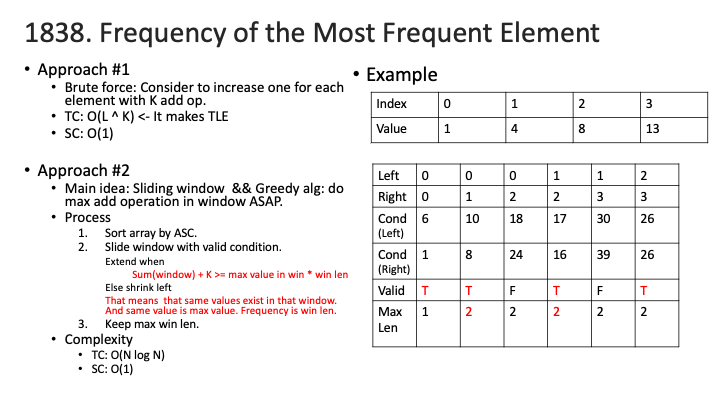 1838. Frequency of the Most Frequent Element
• Approach #1
• Brute force: Consider to increase one for each
element with K add op.
• TC: O(L ^ K) <- It makes TLE
• SC: O(1)
• Approach #2
• Main idea: Sliding window && Greedy alg: do
max add operation in window ASAP.
• Process
1. Sort array by ASC.
2. Slide window with valid condition.
Extend when
Sum(window) + K >= max value in win * win len
Else shrink left
That means that same values exist in that window.
And same value is max value. Frequency is win len.
3. Keep max win len.
• Complexity
• TC: O(N log N)
• SC: O(1)
• Example
Index 0 1 2 3
Value 1 4 8 13
Left 0 0 0 1 1 2
Right 0 1 2 2 3 3
Cond 6 10 18 17 30 26
(Left)
Cond 1 8 24 16 39 26
(Right)
Valid T T F T F T
Max 1 2 2 2 2 2
Len